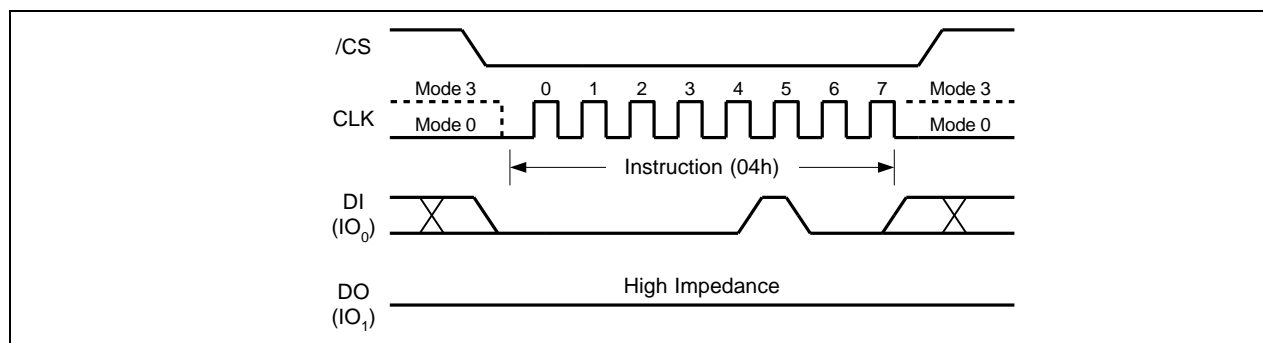 /CS
Mode 3 0 1 2 3 4 5 6 7 Mode 3
CLK
Mode 0 Mode 0
Instruction (04h)
DI
(IO₀)
High Impedance
DO
(IO₁)